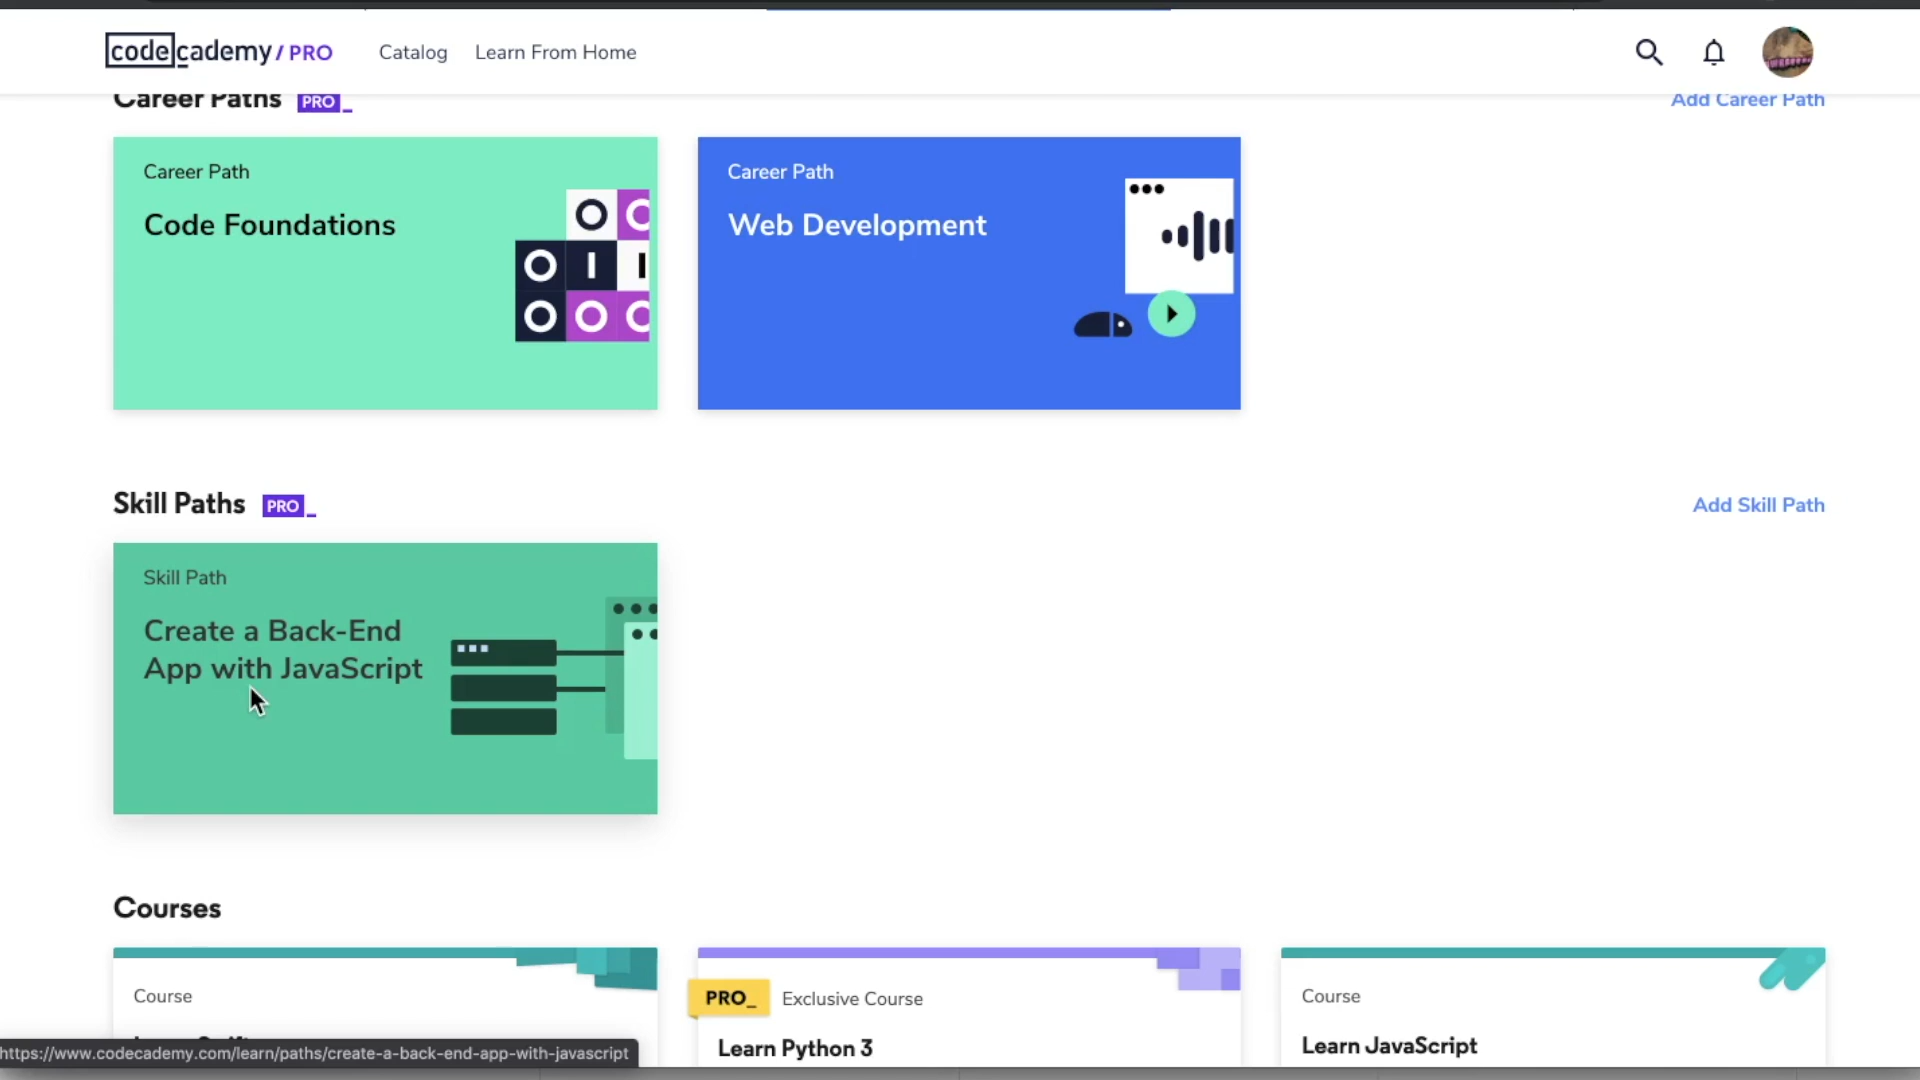 codecademy / PRO
Catalog
Learn From Home
Career Paths PRO_
Add Career Path
Career Path
Code Foundations
Career Path
Web Development
Skill Paths PRO_
Add Skill Path
Skill Path
Create a Back-End
App with JavaScript
Courses
Course
PRO_ Exclusive Course
Learn Python 3
Course
Learn JavaScript
https://www.codecademy.com/learn/paths/create-a-back-end-app-with-javascript